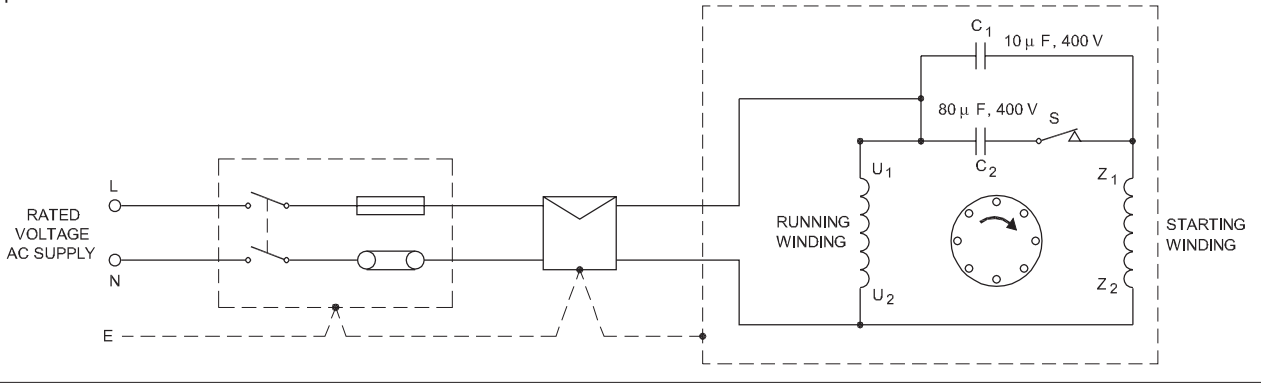 C1
10 μ F, 400 V
80 μ F, 400 V
S
C2
U1
Z1
L
RATED
VOLTAGE
AC SUPPLY
N
RUNNING
WINDING
STARTING
WINDING
U2
Z2
E